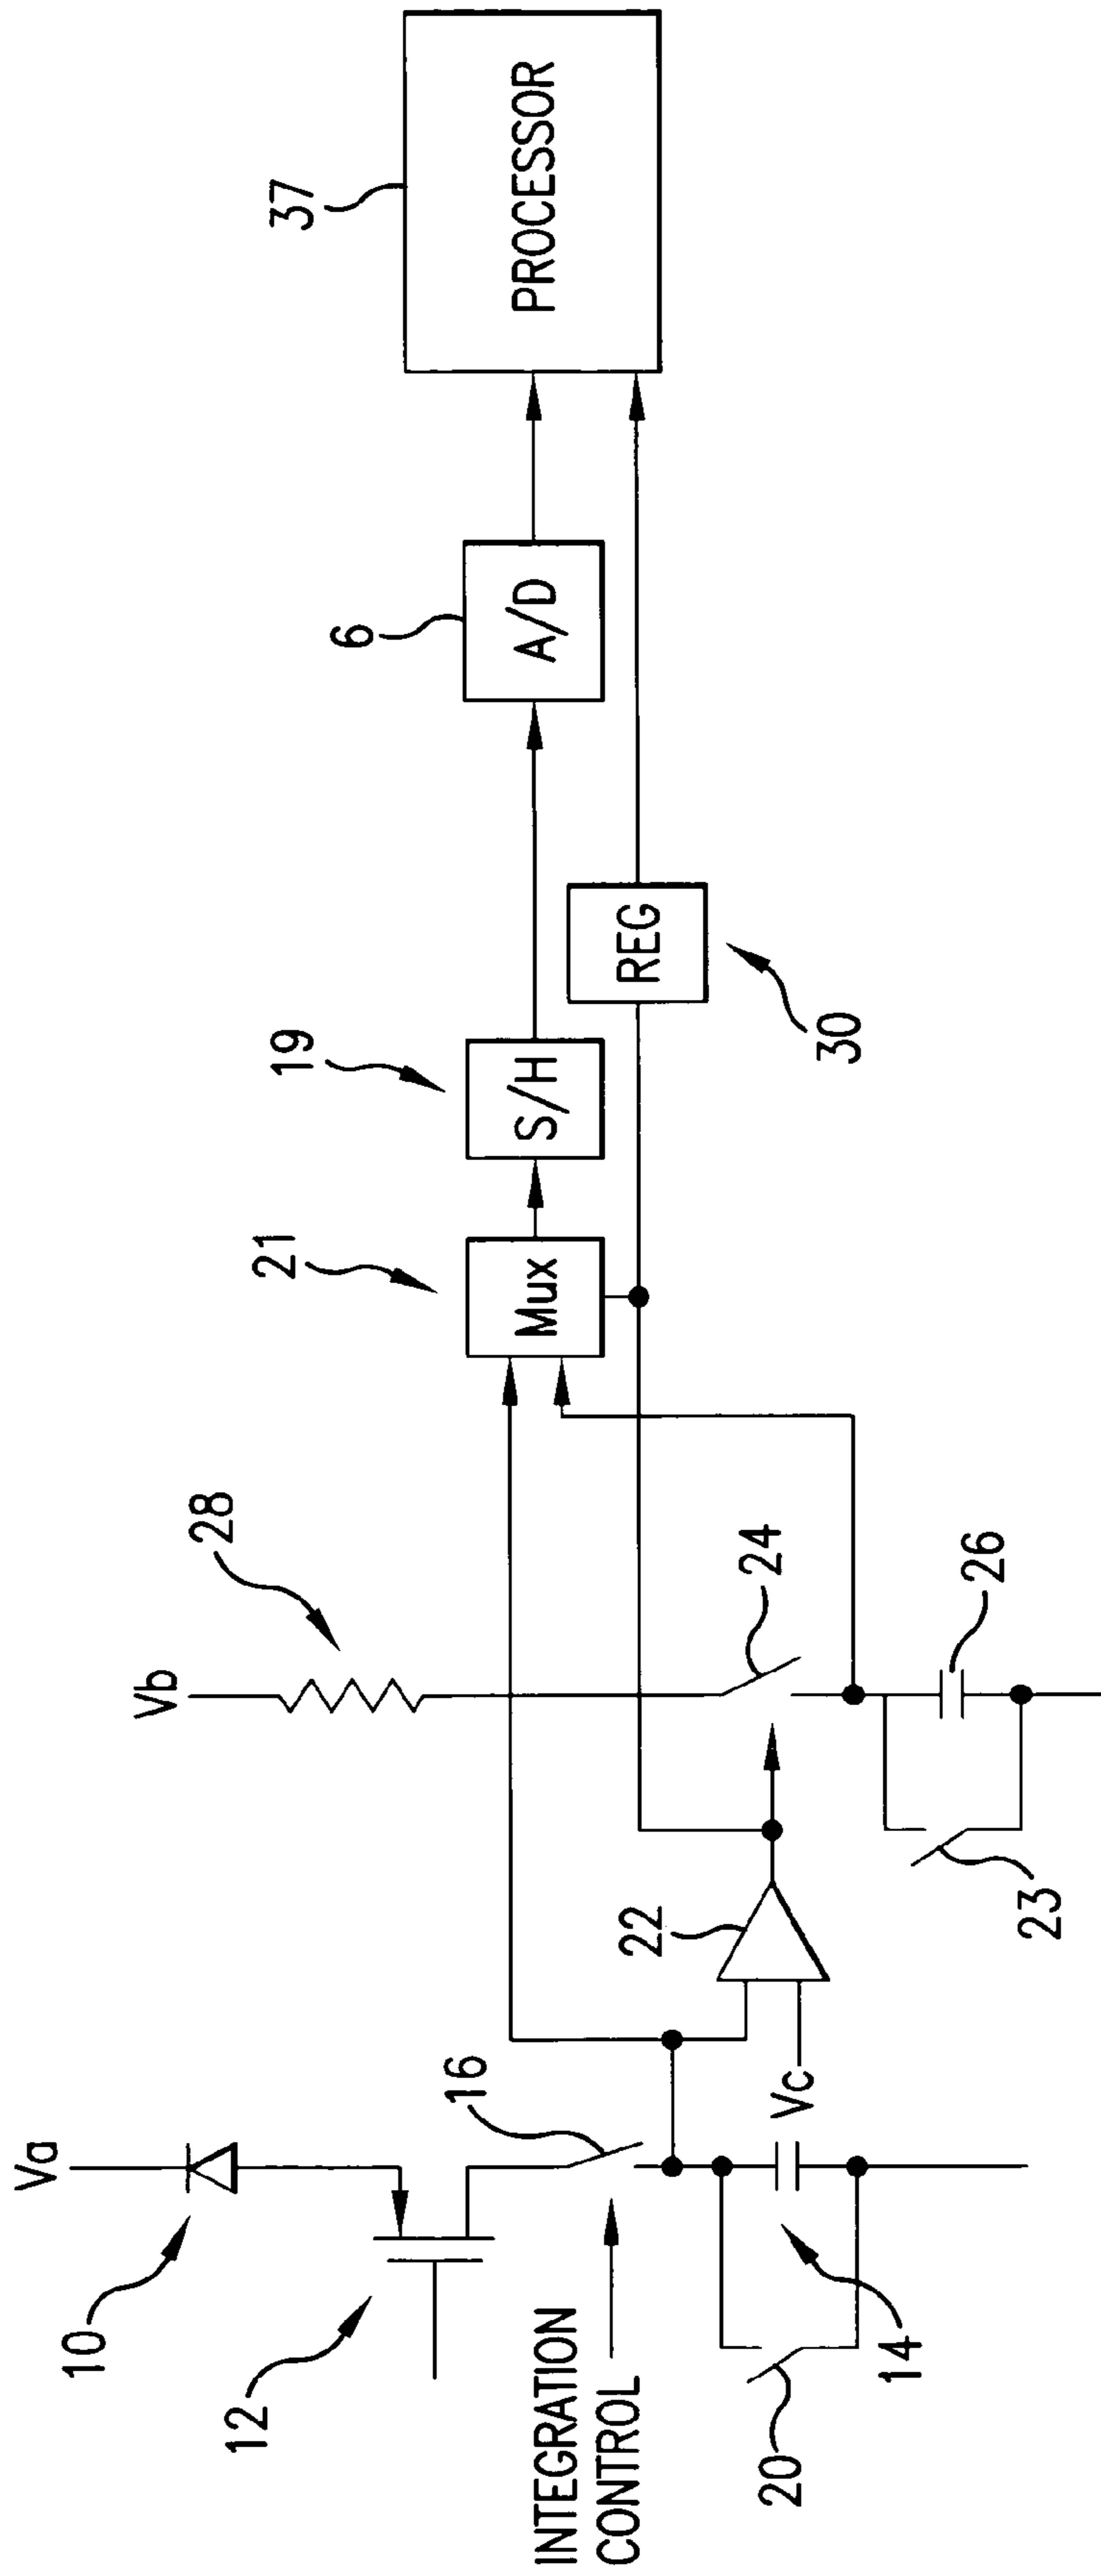 Va
10
12
INTEGRATION
CONTROL
16
20
14
Vc
22
Vb
28
24
23
26
21
Mux
19
S/H
REG
30
6
A/D
37
PROCESSOR